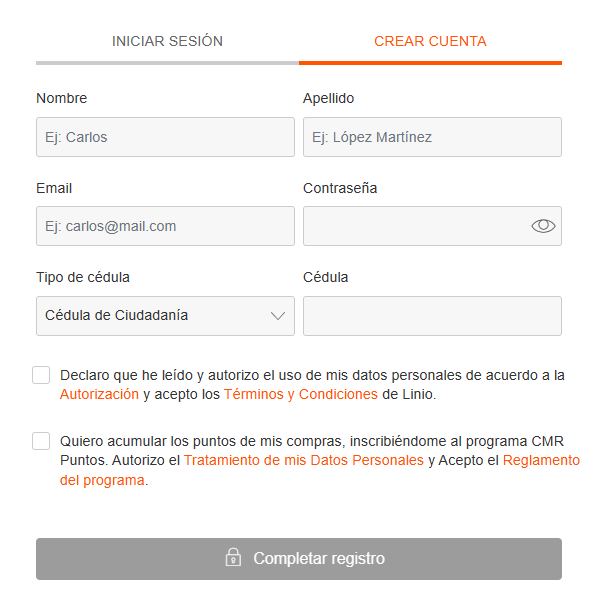 INICIAR SESIÓN
CREAR CUENTA
Nombre
Apellido
Ej: Carlos
Ej: López Martínez
Email
Contraseña
Ej: carlos@mail.com
Tipo de cédula
Cédula
Cédula de Ciudadanía
Declaro que he leído y autorizo el uso de mis datos personales de acuerdo a la
Autorización y acepto los Términos y Condiciones de Linio.
Quiero acumular los puntos de mis compras, inscribiéndome al programa CMR
Puntos. Autorizo el Tratamiento de mis Datos Personales y Acepto el Reglamento
del programa.
Completar registro